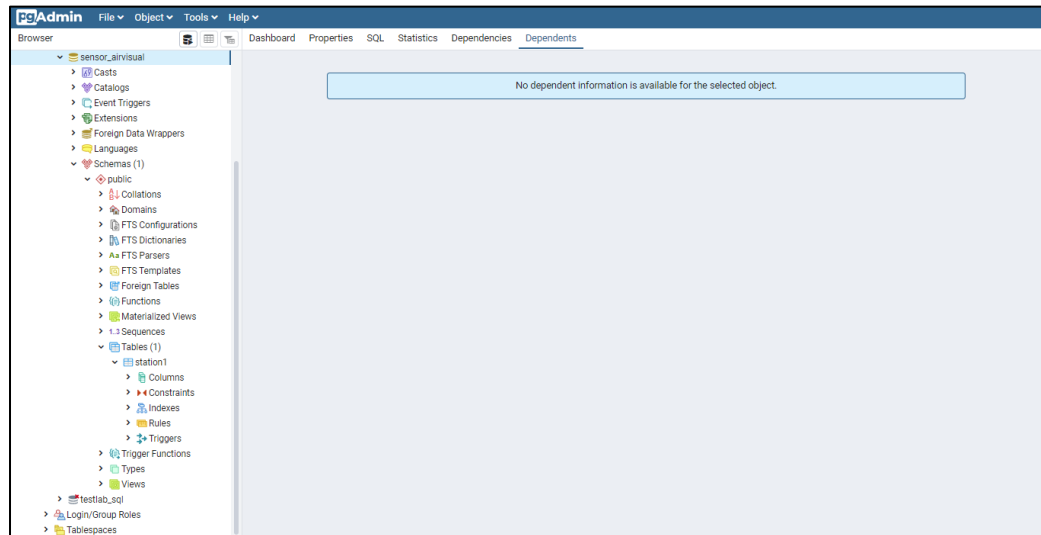 pgAdmin File Object Tools Help
Browser Dashboard Properties SQL Statistics Dependencies Dependents
sensor_airvisual
Casts
Catalogs
Event Triggers
Extensions
Foreign Data Wrappers
Languages
Schemas (1)
public
Collations
Domains
FTS Configurations
FTS Dictionaries
Aa FTS Parsers
FTS Templates
Foreign Tables
Functions
Materialized Views
1..3 Sequences
Tables (1)
station1
Columns
Constraints
Indexes
Rules
Triggers
Trigger Functions
Types
Views
testlab_sql
Login/Group Roles
Tablespaces
No dependent information is available for the selected object.